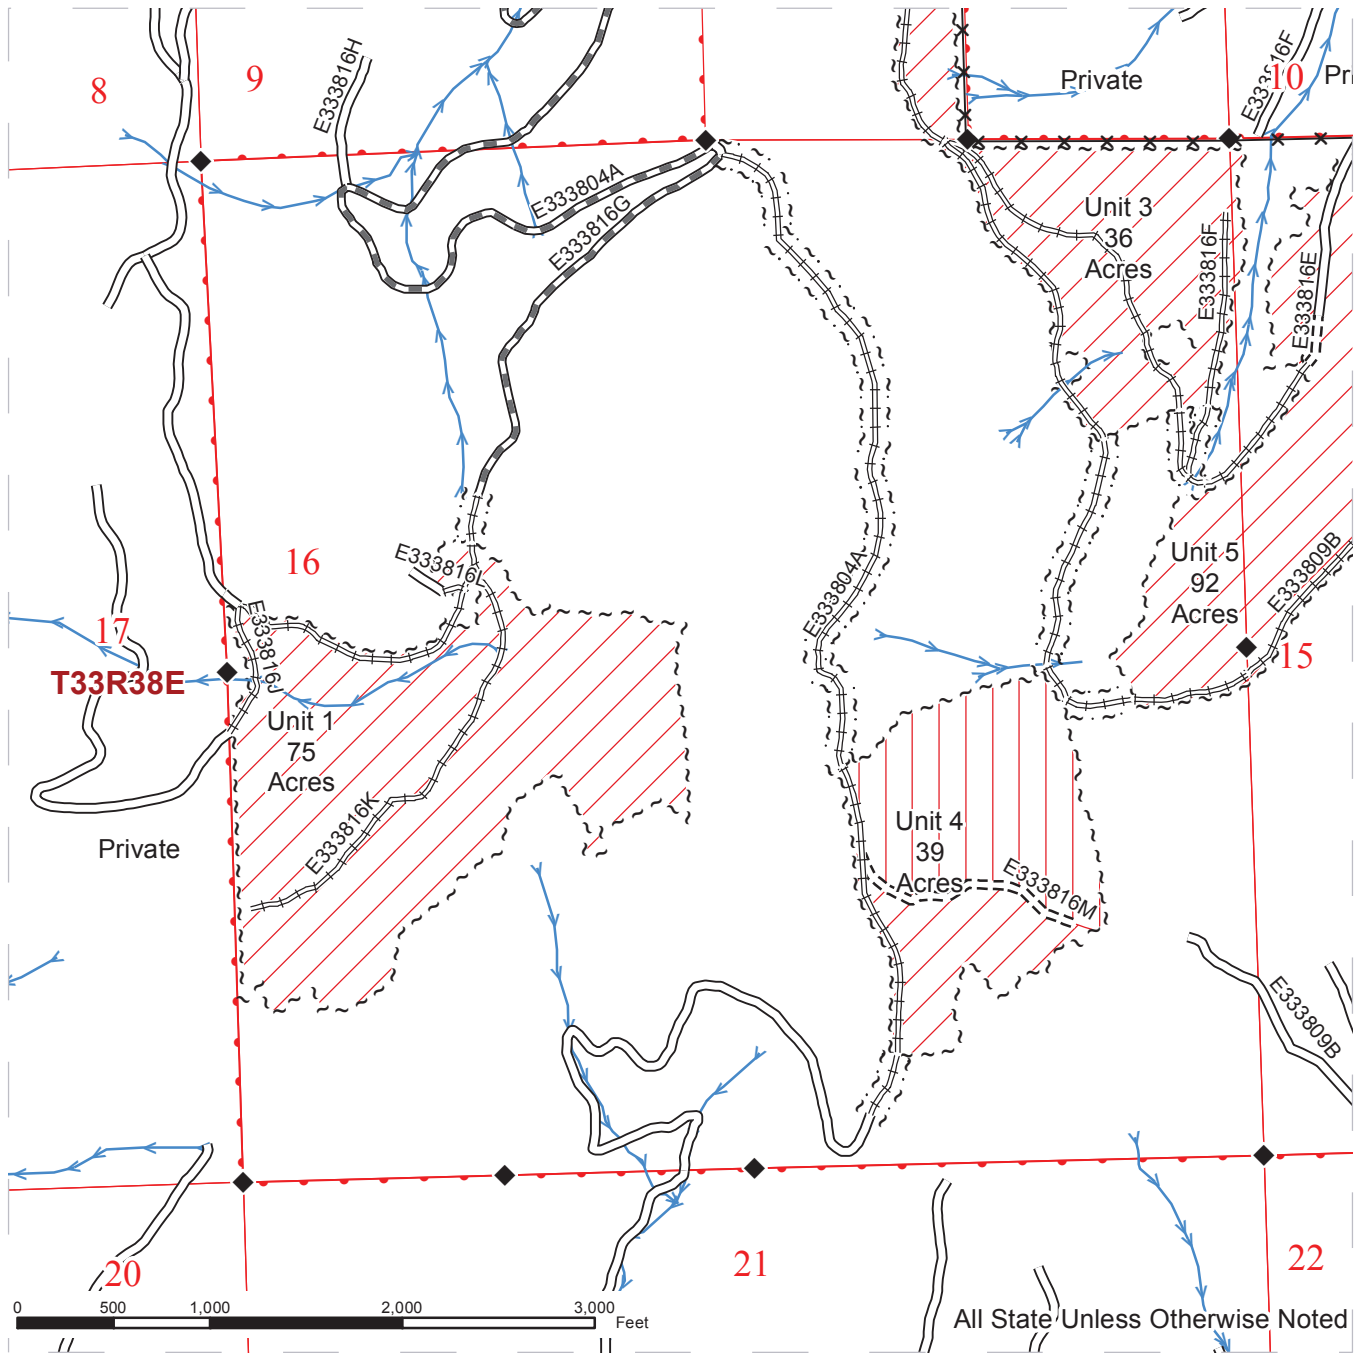 8
9
E333816H
Private
E333816F
10
Pri
E333804A
E333816G
Unit 3
36
Acres
E333816F
E333816E
16
E333816L
E333816J
17
T33R38E
E333804A
Unit 5
92
Acres
E333809B
15
Unit 1
75
Acres
E333816K
Private
Unit 4
39
Acres
E333816M
E333809B
20
21
22
0 500 1,000 2,000 3,000
Feet
All State Unless Otherwise Noted